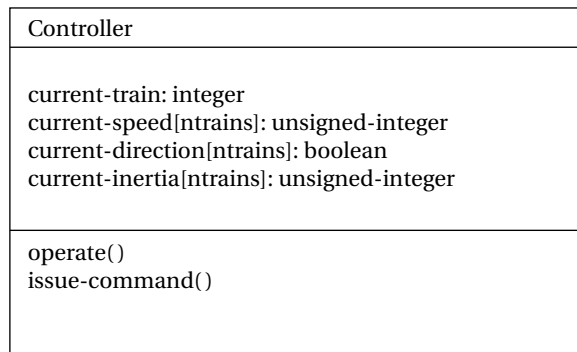 Controller
current-train: integer
current-speed[ntrains]: unsigned-integer
current-direction[ntrains]: boolean
current-inertia[ntrains]: unsigned-integer
operate()
issue-command()